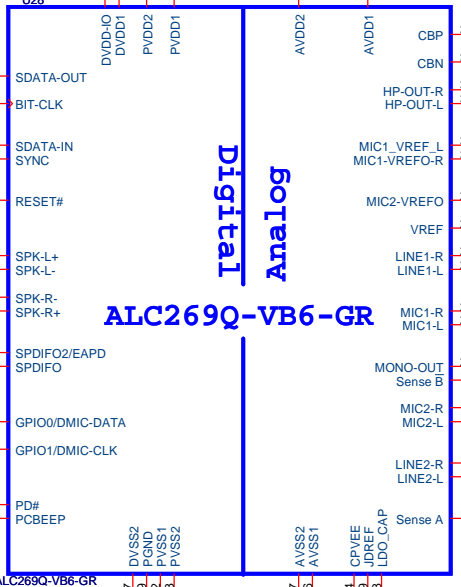 U28
DVDD-IO
DVDD1
PVDD2
PVDD1
AVDD2
AVDD1
CBP
CBN
SDATA-OUT
HP-OUT-R
BIT-CLK
HP-OUT-L
SDATA-IN
MIC1_VREF_L
SYNC
MIC1-VREFO-R
Digital
Analog
RESET#
MIC2-VREFO
VREF
SPK-L+
LINE1-R
SPK-L-
LINE1-L
SPK-R-
SPK-R+
MIC1-R
ALC269Q-VB6-GR
MIC1-L
SPDIFO2/EAPD
SPDIFO
MONO-OUT
Sense B
MIC2-R
GPIO0/DMIC-DATA
MIC2-L
GPIO1/DMIC-CLK
LINE2-R
LINE2-L
PD#
PCBEEP
Sense A
DVSS2
PGND
PVSS1
PVSS2
AVSS2
AVSS1
CPVEE
JDREF
LDO_CAP
ALC269Q-VB6-GR